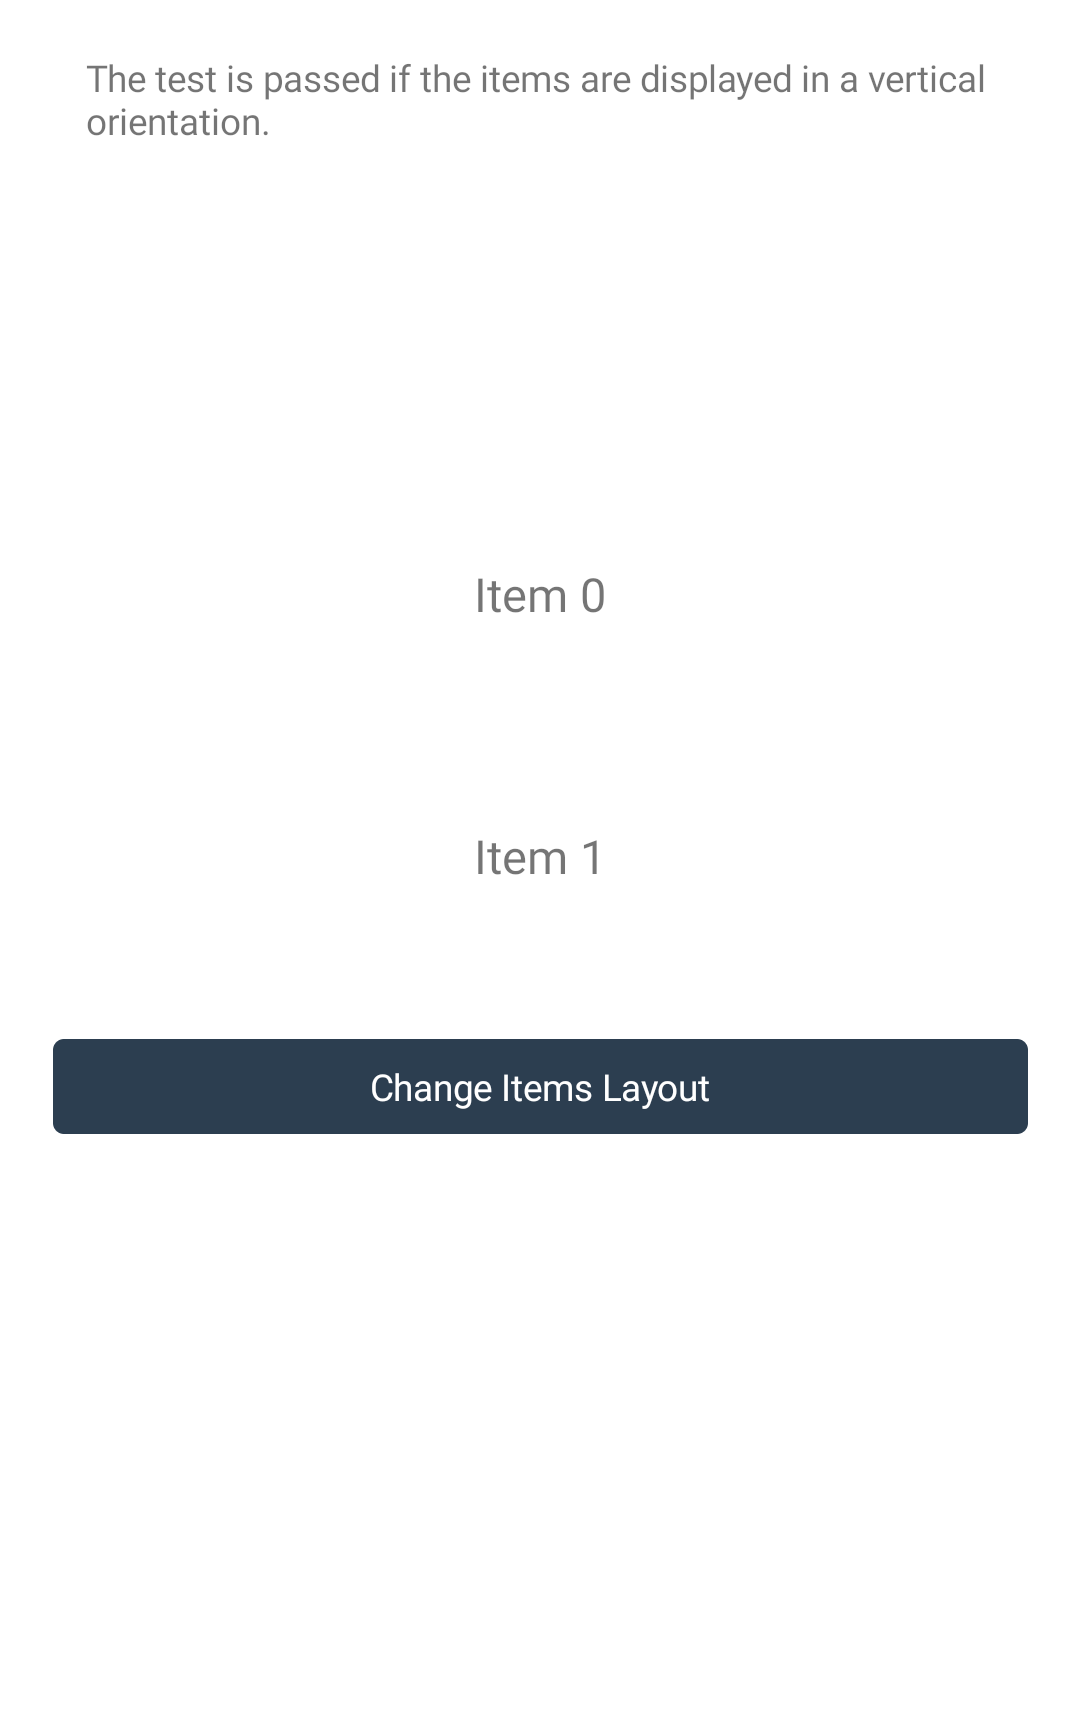 The test is passed if the items are displayed in a vertical
orientation.
Item 0
Item 1
Change Items Layout